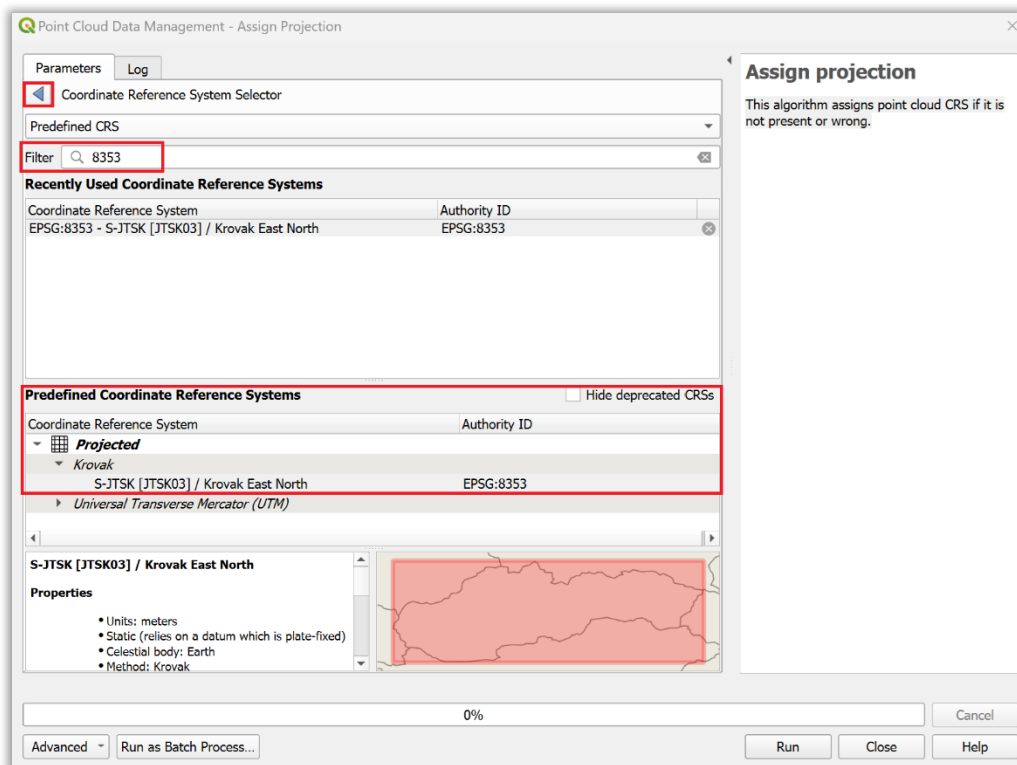 Point Cloud Data Management - Assign Projection
Parameters Log
Coordinate Reference System Selector
Predefined CRS
Filter 8353
Recently Used Coordinate Reference Systems
Coordinate Reference System Authority ID
EPSG:8353 - S-JTSK [JTSK03] / Krovak East North EPSG:8353
Predefined Coordinate Reference Systems Hide deprecated CRSs
Coordinate Reference System Authority ID
Projected
Krovak
S-JTSK [JTSK03] / Krovak East North EPSG:8353
Universal Transverse Mercator (UTM)
S-JTSK [JTSK03] / Krovak East North
Properties
• Units: meters
• Static (relies on a datum which is plate-fixed)
• Celestial body: Earth
• Method: Krovak
Assign projection
This algorithm assigns point cloud CRS if it is
not present or wrong.
0% Cancel
Advanced Run as Batch Process... Run Close Help